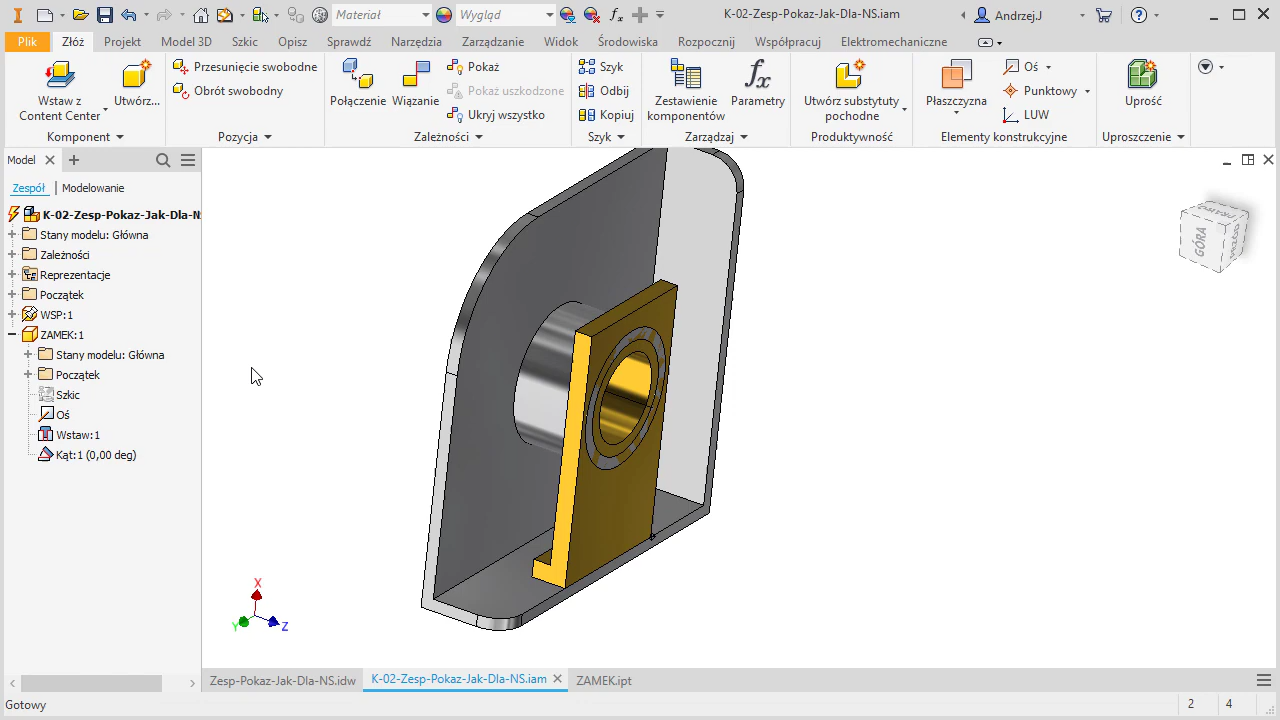 Materiał
Wygląd
K-02-Zesp-Pokaz-Jak-Dla-NS.iam
Andrzej.J
Plik
Złóż
Projekt
Model 3D
Szkic
Opisz
Sprawdź
Narzędzia
Zarządzanie
Widok
Środowiska
Rozpocznij
Współpracuj
Elektromechaniczne
Wstaw z
Content Center
Utwórz...
Przesunięcie swobodne
Obrót swobodny
Połączenie
Wiązanie
Pokaż
Pokaż uszkodzone
Ukryj wszystko
Szyk
Odbij
Kopiuj
Zestawienie
komponentów
fx
Parametry
Utwórz substytuty
pochodne
Płaszczyzna
Oś
Punktowy
LUW
Uprość
Komponent
Pozycja
Zależności
Szyk
Zarządzaj
Produktywność
Elementy konstrukcyjne
Uproszczenie
Model
Zespół
Modelowanie
K-02-Zesp-Pokaz-Jak-Dla-N
Stany modelu: Główna
Zależności
Reprezentacje
Początek
WSP:1
ZAMEK:1
Stany modelu: Główna
Początek
Szkic
Oś
Wstaw:1
Kąt:1 (0,00 deg)
GÓRA
X
Y
Z
Zesp-Pokaz-Jak-Dla-NS.idw
K-02-Zesp-Pokaz-Jak-Dla-NS.iam
ZAMEK.ipt
Gotowy
2
4